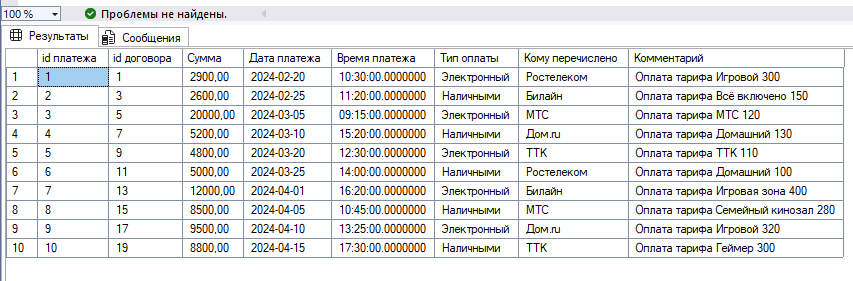 100 % Проблемы не найдены.
Результаты Сообщения
id платежа id договора Сумма Дата платежа Время платежа Тип оплаты Кому перечислено Комментарий
1 1 1 2900,00 2024-02-20 10:30:00.0000000 Электронный Ростелеком Оплата тарифа Игровой 300
2 2 3 2600,00 2024-02-25 11:20:00.0000000 Наличными Билайн Оплата тарифа Всё включено 150
3 3 5 20000,00 2024-03-05 09:15:00.0000000 Электронный МТС Оплата тарифа МТС 120
4 4 7 5200,00 2024-03-10 15:20:00.0000000 Наличными Дом.ru Оплата тарифа Домашний 130
5 5 9 4800,00 2024-03-20 12:30:00.0000000 Электронный ТТК Оплата тарифа ТТК 110
6 6 11 5000,00 2024-03-25 14:00:00.0000000 Наличными Ростелеком Оплата тарифа Домашний 100
7 7 13 12000,00 2024-04-01 16:20:00.0000000 Электронный Билайн Оплата тарифа Игровая зона 400
8 8 15 8500,00 2024-04-05 10:45:00.0000000 Наличными МТС Оплата тарифа Семейный кинозал 280
9 9 17 9500,00 2024-04-10 13:25:00.0000000 Электронный Дом.ru Оплата тарифа Игровой 320
10 10 19 8800,00 2024-04-15 17:30:00.0000000 Наличными ТТК Оплата тарифа Геймер 300